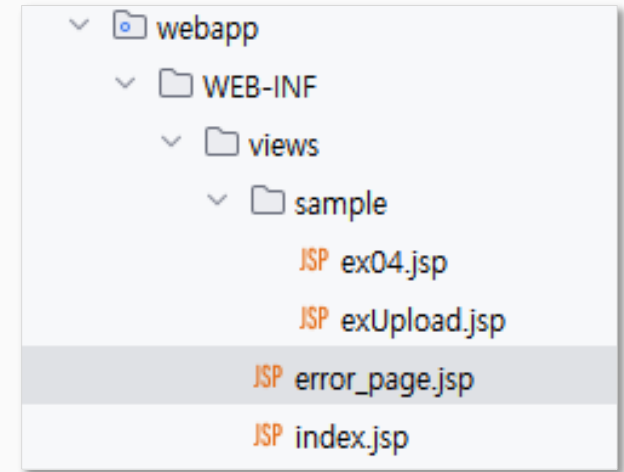 webapp
WEB-INF
views
sample
JSP ex04.jsp
JSP exUpload.jsp
JSP error_page.jsp
JSP index.jsp